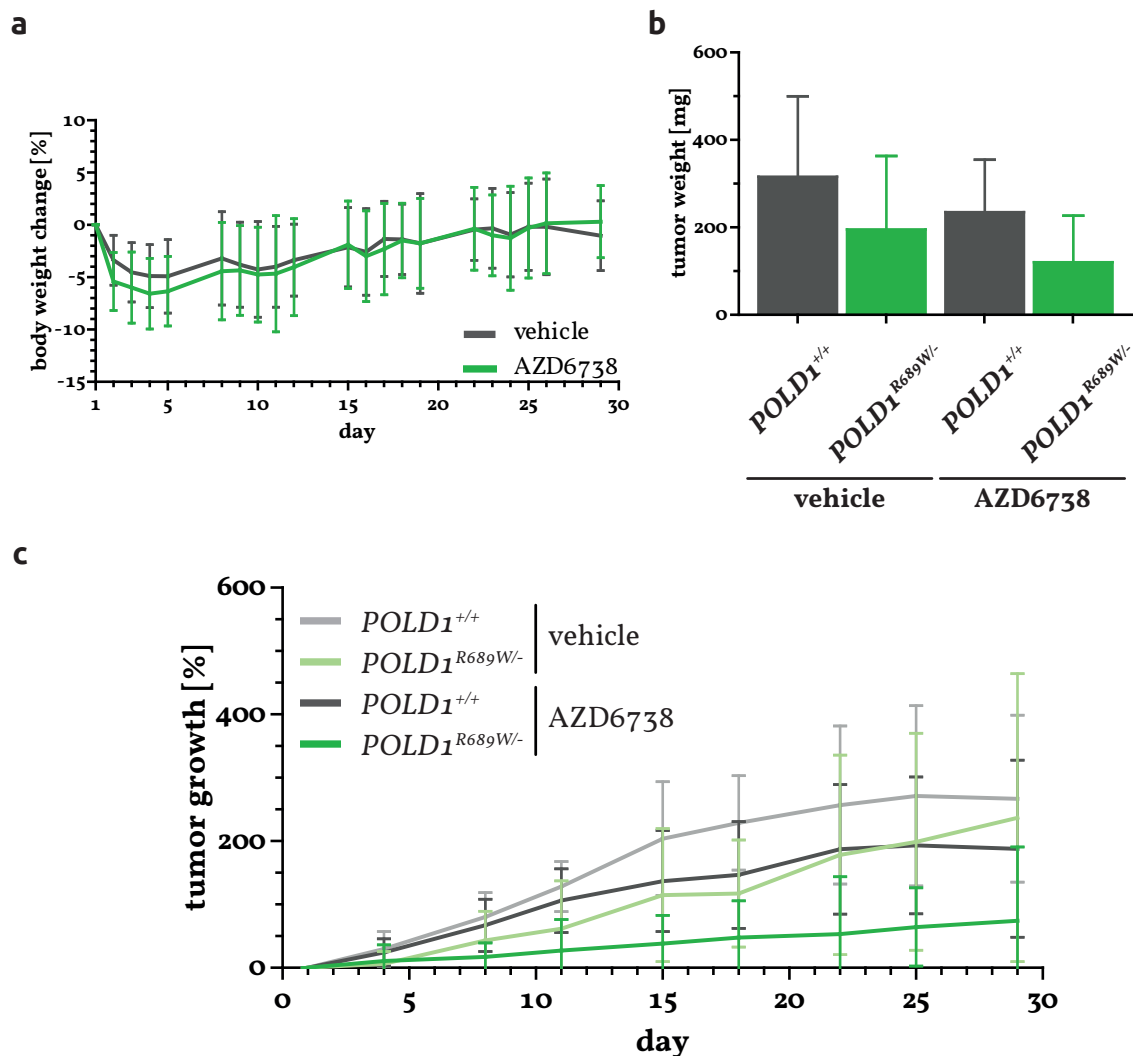 a
body weight change [%]
10
5
0
-5
-10
-15
1
5
10
15
20
25
30
day
vehicle
AZD6738
b
tumor weight [mg]
600
400
200
0
POLD1+/+
POLD1R689W/-
POLD1+/+
POLD1R689W/-
vehicle
AZD6738
c
tumor growth [%]
600
400
200
0
POLD1+/+
POLD1R689W/-
vehicle
POLD1+/+
POLD1R689W/-
AZD6738
0
5
10
15
20
25
30
day